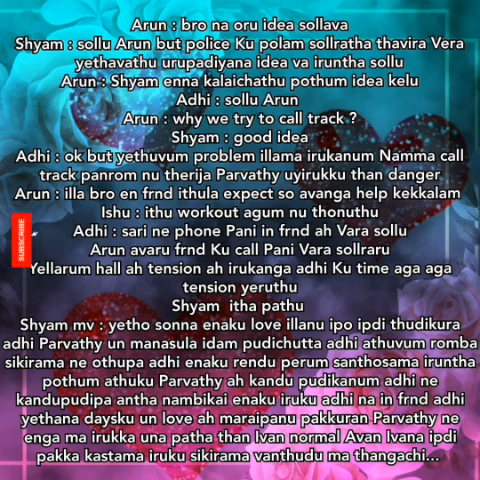 Arun : bro na oru idea sollava
Shyam : sollu Arun but police Ku polam sollratha thavira Vera
yethavathu urupadiyana idea va iruntha sollu
Arun : Shyam enna kalaichathu pothum idea kelu
Adhi : sollu Arun
Arun : why we try to call track ?
Shyam : good idea
Adhi : ok but yethuvum problem illama irukanum Namma call
track panrom nu therija Parvathy uyirukku than danger
Arun : illa bro en frnd ithula expect so avanga help kekkalam
Ishu : ithu workout agum nu thonuthu
Adhi : sari ne phone Pani in frnd ah Vara sollu
Arun avaru frnd Ku call Pani Vara sollraru
Yellarum hall ah tension ah irukanga adhi Ku time aga aga
tension yeruthu
Shyam itha pathu
Shyam mv : yetho sonna enaku love illanu ipo ipdi thudikura
adhi Parvathy un manasula idam pudichutta adhi athuvum romba
sikirama ne othupa adhi enaku rendu perum santhosama iruntha
pothum athuku Parvathy ah kandu pudikanum adhi ne
kandupudipa antha nambikai enaku iruku adhi na in frnd adhi
yethana daysku un love ah maraipanu pakkuran Parvathy ne
enga ma irukka una patha than Ivan normal Avan Ivana ipdi
pakka kastama iruku sikirama vanthudu ma thangachi...
SUBSCRIBE